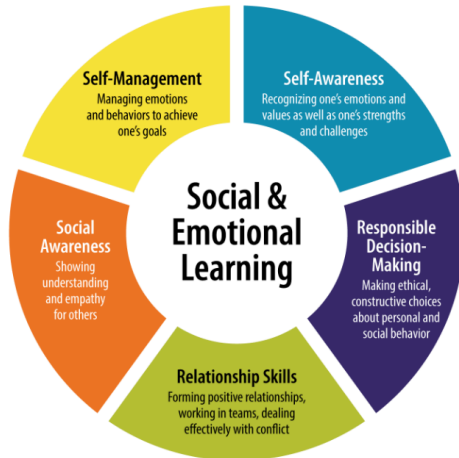 Social &
Emotional
Learning
Self-Management
Managing emotions
and behaviors to achieve
one's goals
Self-Awareness
Recognizing one's emotions and
values as well as one's strengths
and challenges
Social
Awareness
Showing
understanding
and empathy
for others
Responsible
Decision-
Making
Making ethical,
constructive choices
about personal and
social behavior
Relationship Skills
Forming positive relationships,
working in teams, dealing
effectively with conflict